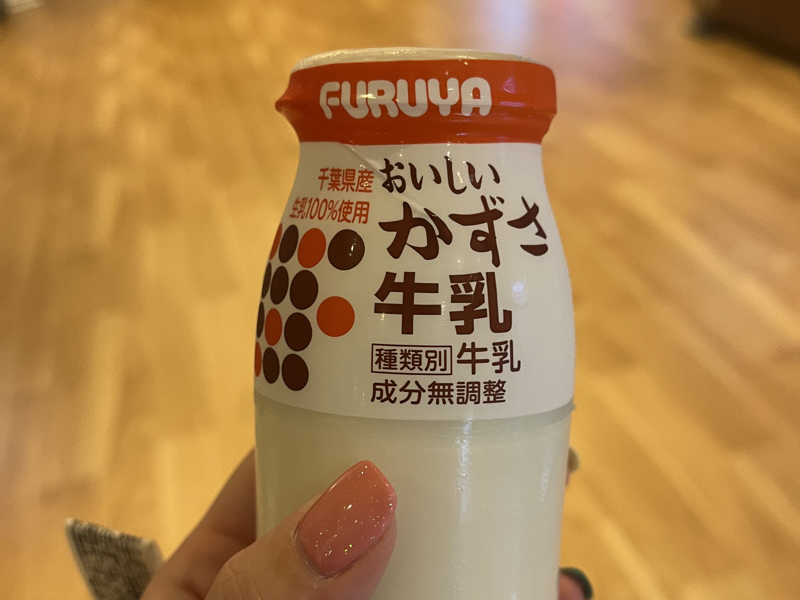 FURUYA
千葉県産
生乳100%使用
おいしい
かずさ
牛乳
種類別 牛乳
成分無調整